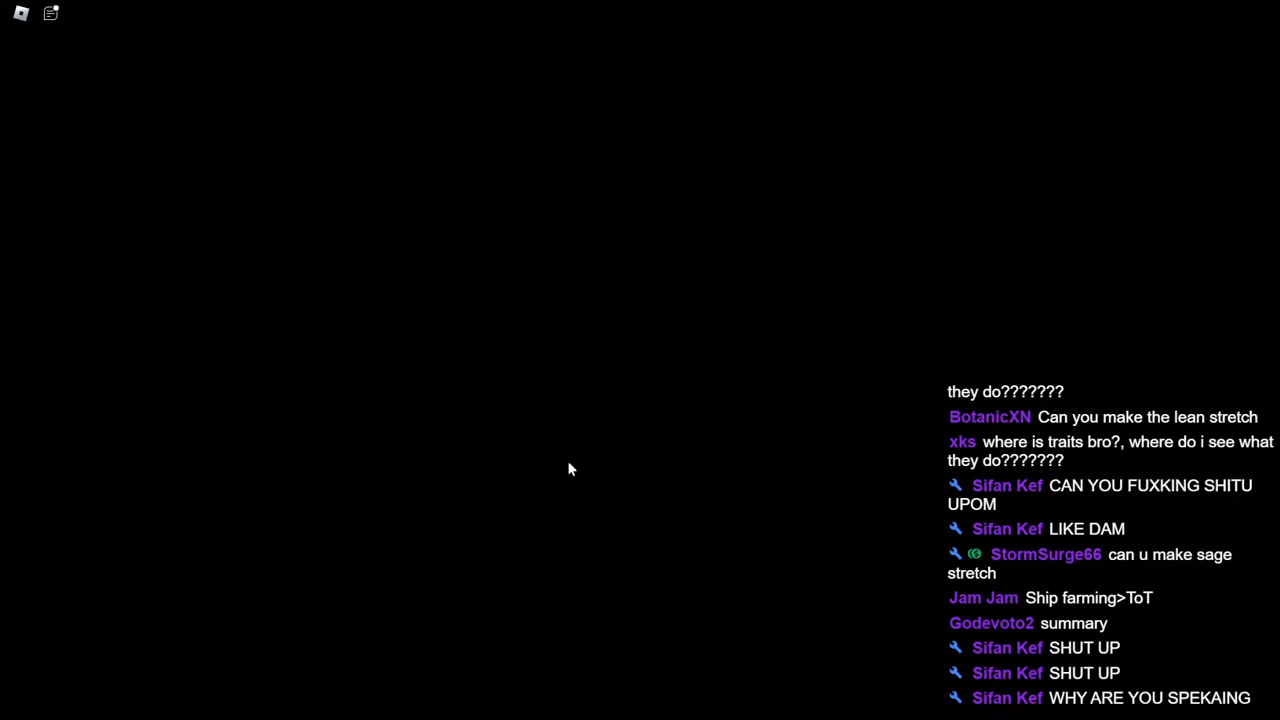 they do???????
BotanicXN Can you make the lean stretch
xks where is traits bro?, where do i see what
they do???????
Sifan Kef CAN YOU FUXKING SHITU
UPOM
Sifan Kef LIKE DAM
StormSurge66 can u make sage
stretch
Jam Jam Ship farming>ToT
Godevoto2 summary
Sifan Kef SHUT UP
Sifan Kef SHUT UP
Sifan Kef WHY ARE YOU SPEKAING